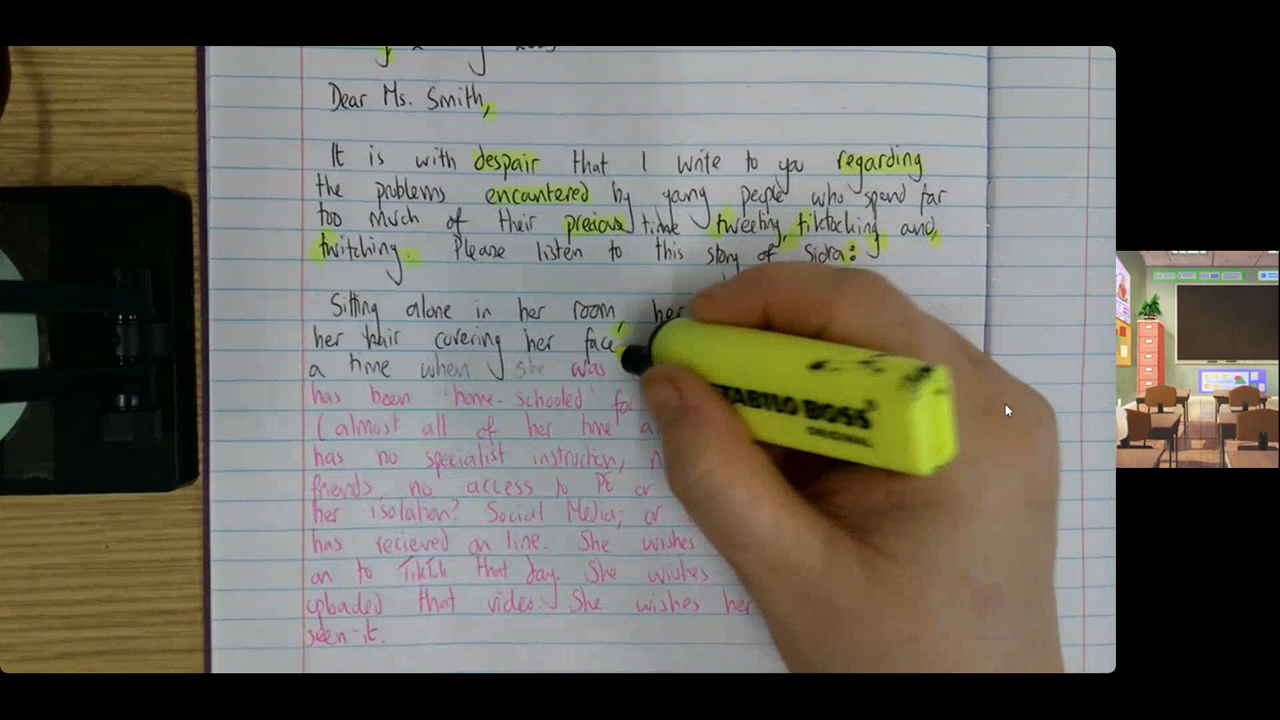 Dear Ms. Smith,
It is with despair that I write to you regarding
the problems encantered by young people who spend far
too much of their precious time tweeting, tiktocking and,
twitching. Please listen to this story of Sidra:
Sitting alone in her room, her
her hair covering her face,
a time when she was
has been 'home-schooled' for
(almost all of her time a
has no specialist instruction, n
friends, no access to PE or
her isolation? Social Media; or
has recieved on line. She wishes
on to TikTok that day. She wishes
uploaded that video. She wishes her
seen it.
STABILO BOSS
ORIGINAL